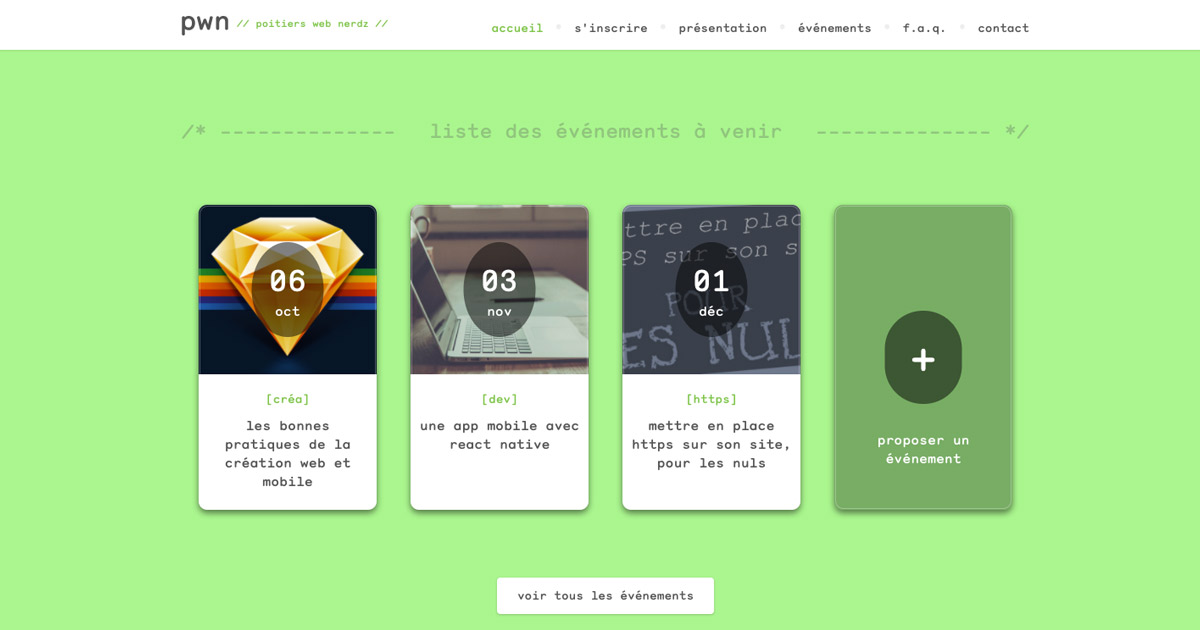 pwn // poitiers web nerdz //
accueil • s'inscrire • présentation • événements • f.a.q. • contact
/* -------------- liste des événements à venir -------------- */
06
oct
[créa]
les bonnes
pratiques de la
création web et
mobile
03
nov
[dev]
une app mobile avec
react native
ttre en plac
PS sur son s
POUR
LES NUL
01
déc
[https]
mettre en place
https sur son site,
pour les nuls
+
proposer un
événement
voir tous les événements